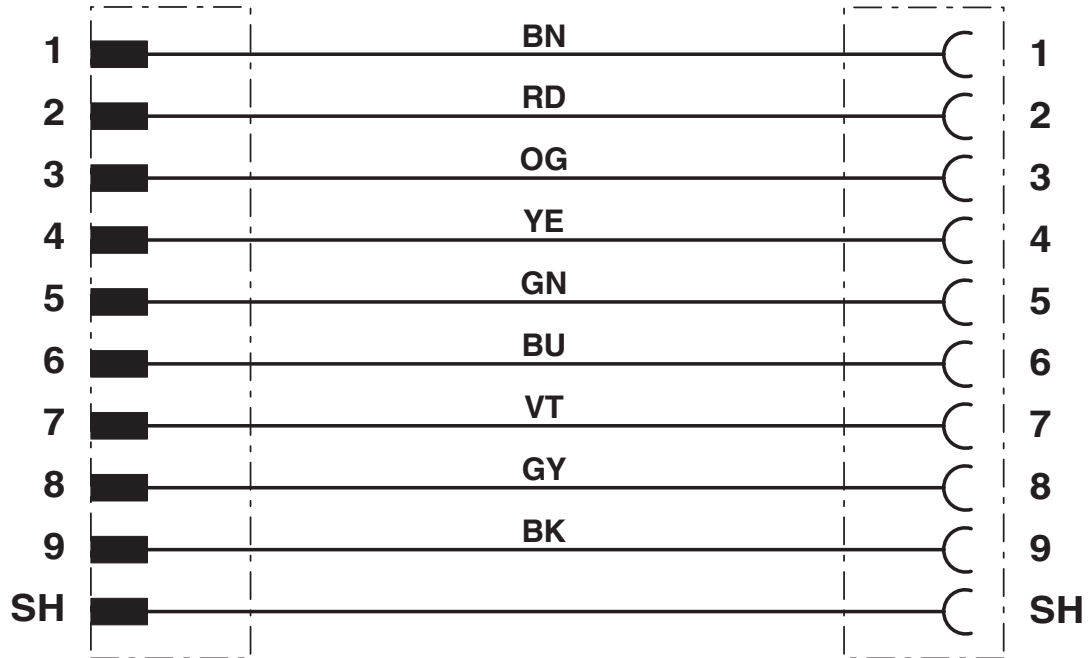 1 BN 1
2 RD 2
3 OG 3
4 YE 4
5 GN 5
6 BU 6
7 VT 7
8 GY 8
9 BK 9
SH SH